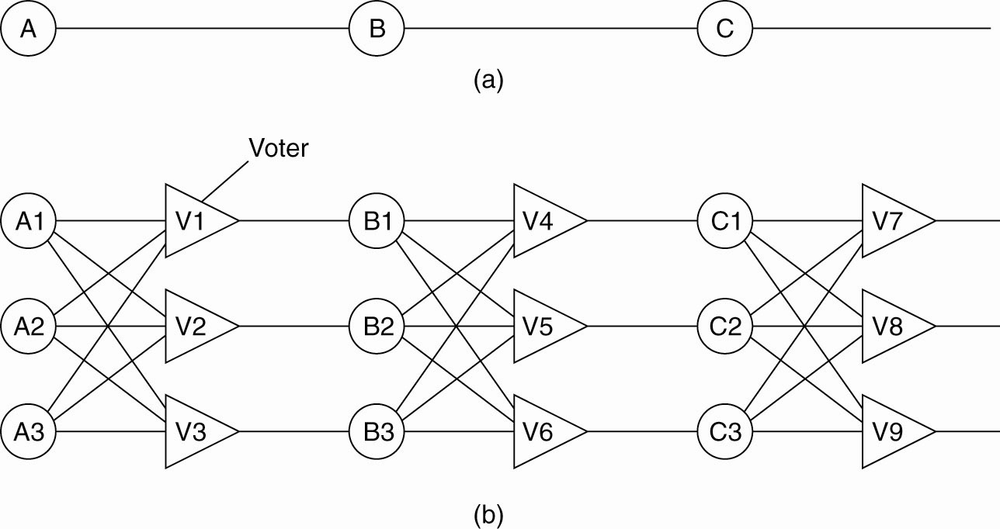 A B C
(a)
Voter
A1 V1 B1 V4 C1 V7
A2 V2 B2 V5 C2 V8
A3 V3 B3 V6 C3 V9
(b)